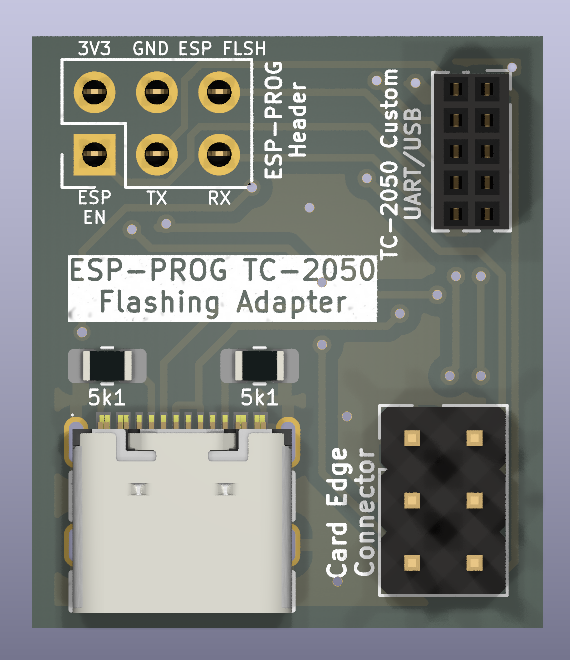 3V3 GND ESP FLSH
ESP-PROG
Header
ESP
EN
TX
RX
TC-2050 Custom
UART/USB
ESP-PROG TC-2050
Flashing Adapter
5k1
5k1
Card Edge
Connector